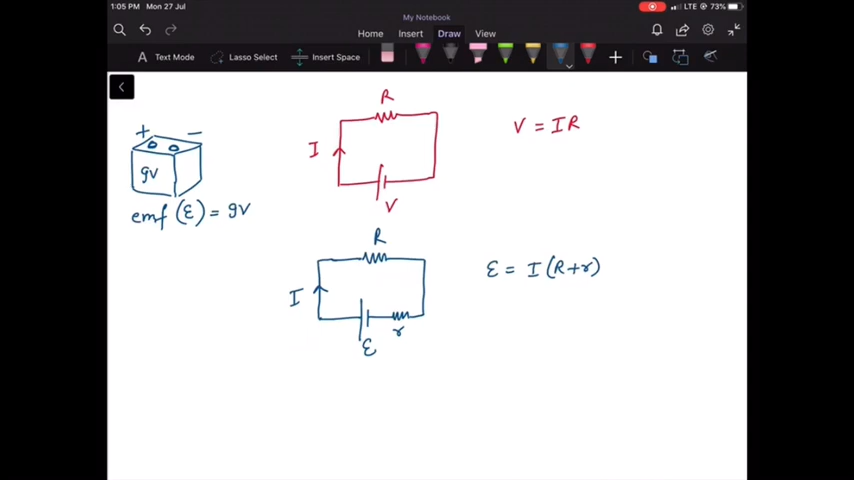 1:05 PM Mon 27 Jul
LTE 73%
My Notebook
Home Insert Draw View
A Text Mode Lasso Select Insert Space
R
+ −
I
V = IR
9V
V
emf (ε) = 9V
R
I
ε = I(R+r)
r
ε